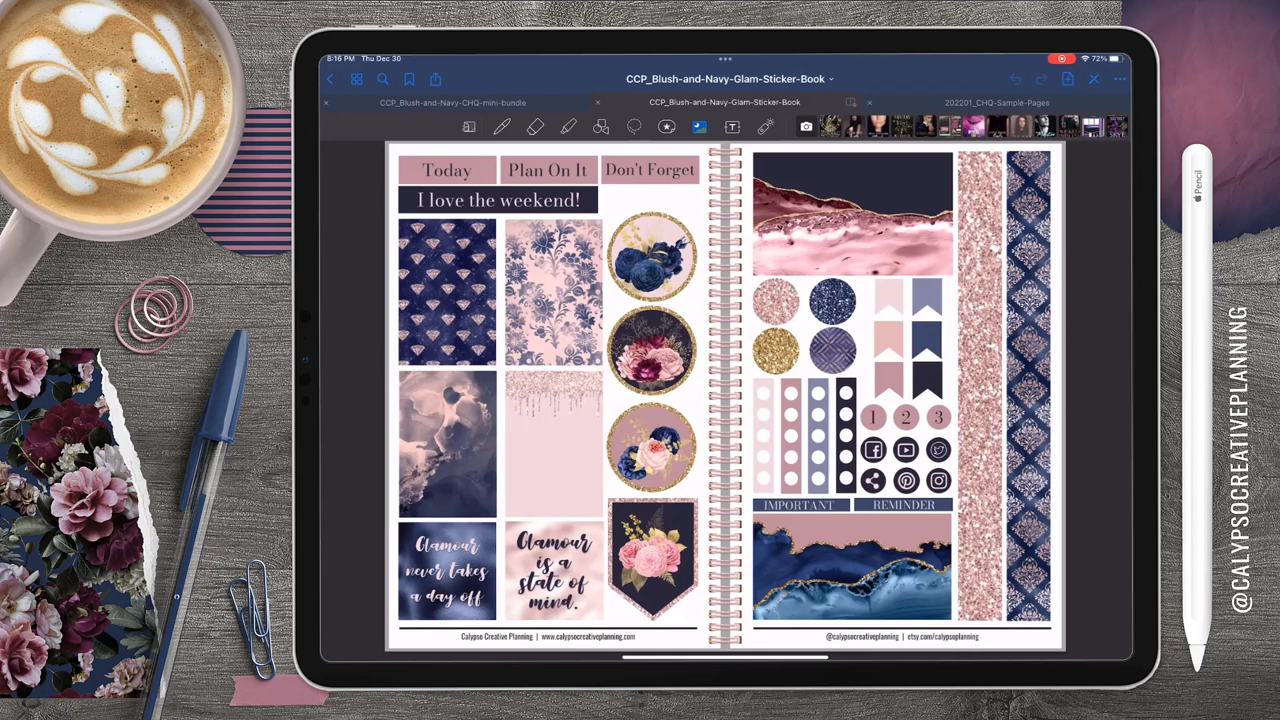 8:16 PM Thu Dec 30
72%
CCP_Blush-and-Navy-Glam-Sticker-Book
CCP_Blush-and-Navy-CHQ-mini-bundle
CCP_Blush-and-Navy-Glam-Sticker-Book
202201_CHQ-Sample-Pages
Today
Plan On It
Don't Forget
I love the weekend!
Glamour
never takes
a day off
Glamour
is a
state of
mind.
1 2 3
IMPORTANT
REMINDER
Calypso Creative Planning | www.calypsocreativeplanning.com
@calypsocreativeplanning | etsy.com/calypsoplanning
Pencil
@CALYPSOCREATIVEPLANNING